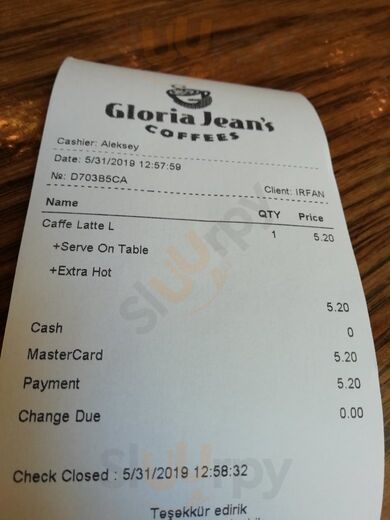 Gloria Jean's
COFFEES
Cashier: Aleksey
Date: 5/31/2019 12:57:59
№: D703B5CA
Client: IRFAN
Name QTY Price
Caffe Latte L 1 5.20
+Serve On Table
+Extra Hot
5.20
Cash 0
MasterCard 5.20
Payment 5.20
Change Due 0.00
Check Closed : 5/31/2019 12:58:32
Təşəkkür edirik
sluurpy